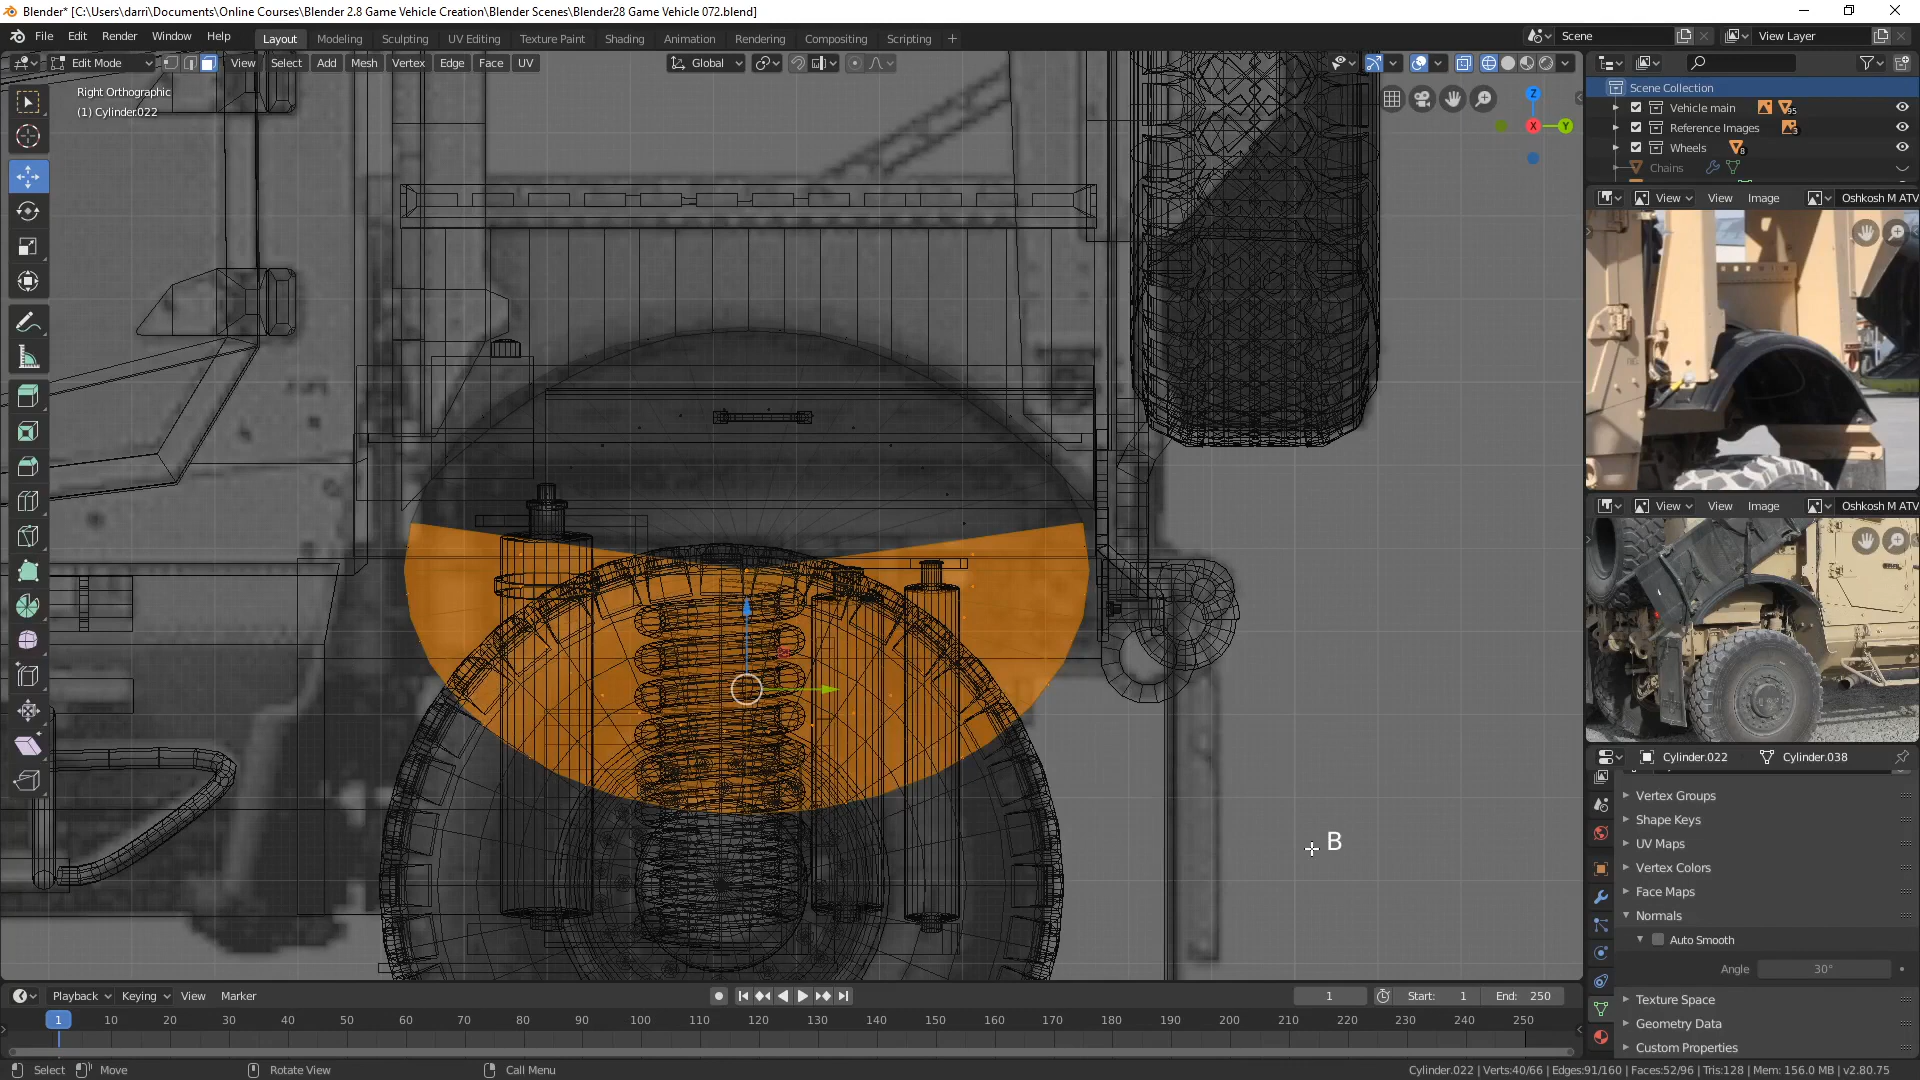 Blender* [C:\Users\darri\Documents\Online Courses\Blender 2.8 Game Vehicle Creation\Blender Scenes\Blender28 Game Vehicle 072.blend]
File Edit Render Window Help Layout Modeling Sculpting UV Editing Texture Paint Shading Animation Rendering Compositing Scripting + Scene View Layer
Edit Mode View Select Add Mesh Vertex Edge Face UV Global
Right Orthographic
(1) Cylinder.022
Z
X
Y
Scene Collection
Vehicle main 95
Reference Images 3
Wheels 8
Chains
View View Image Oshkosh M ATV
View View Image Oshkosh M ATV
B
Cylinder.022 Cylinder.038
Vertex Groups
Shape Keys
UV Maps
Vertex Colors
Face Maps
Normals
Auto Smooth
Angle 30°
Texture Space
Geometry Data
Custom Properties
Playback Keying View Marker 1 Start: 1 End: 250
1 10 20 30 40 50 60 70 80 90 100 110 120 130 140 150 160 170 180 190 200 210 220 230 240 250
Select Move Rotate View Call Menu Cylinder.022 | Verts:40/66 | Edges:91/160 | Faces:52/96 | Tris:128 | Mem: 156.0 MB | v2.80.75